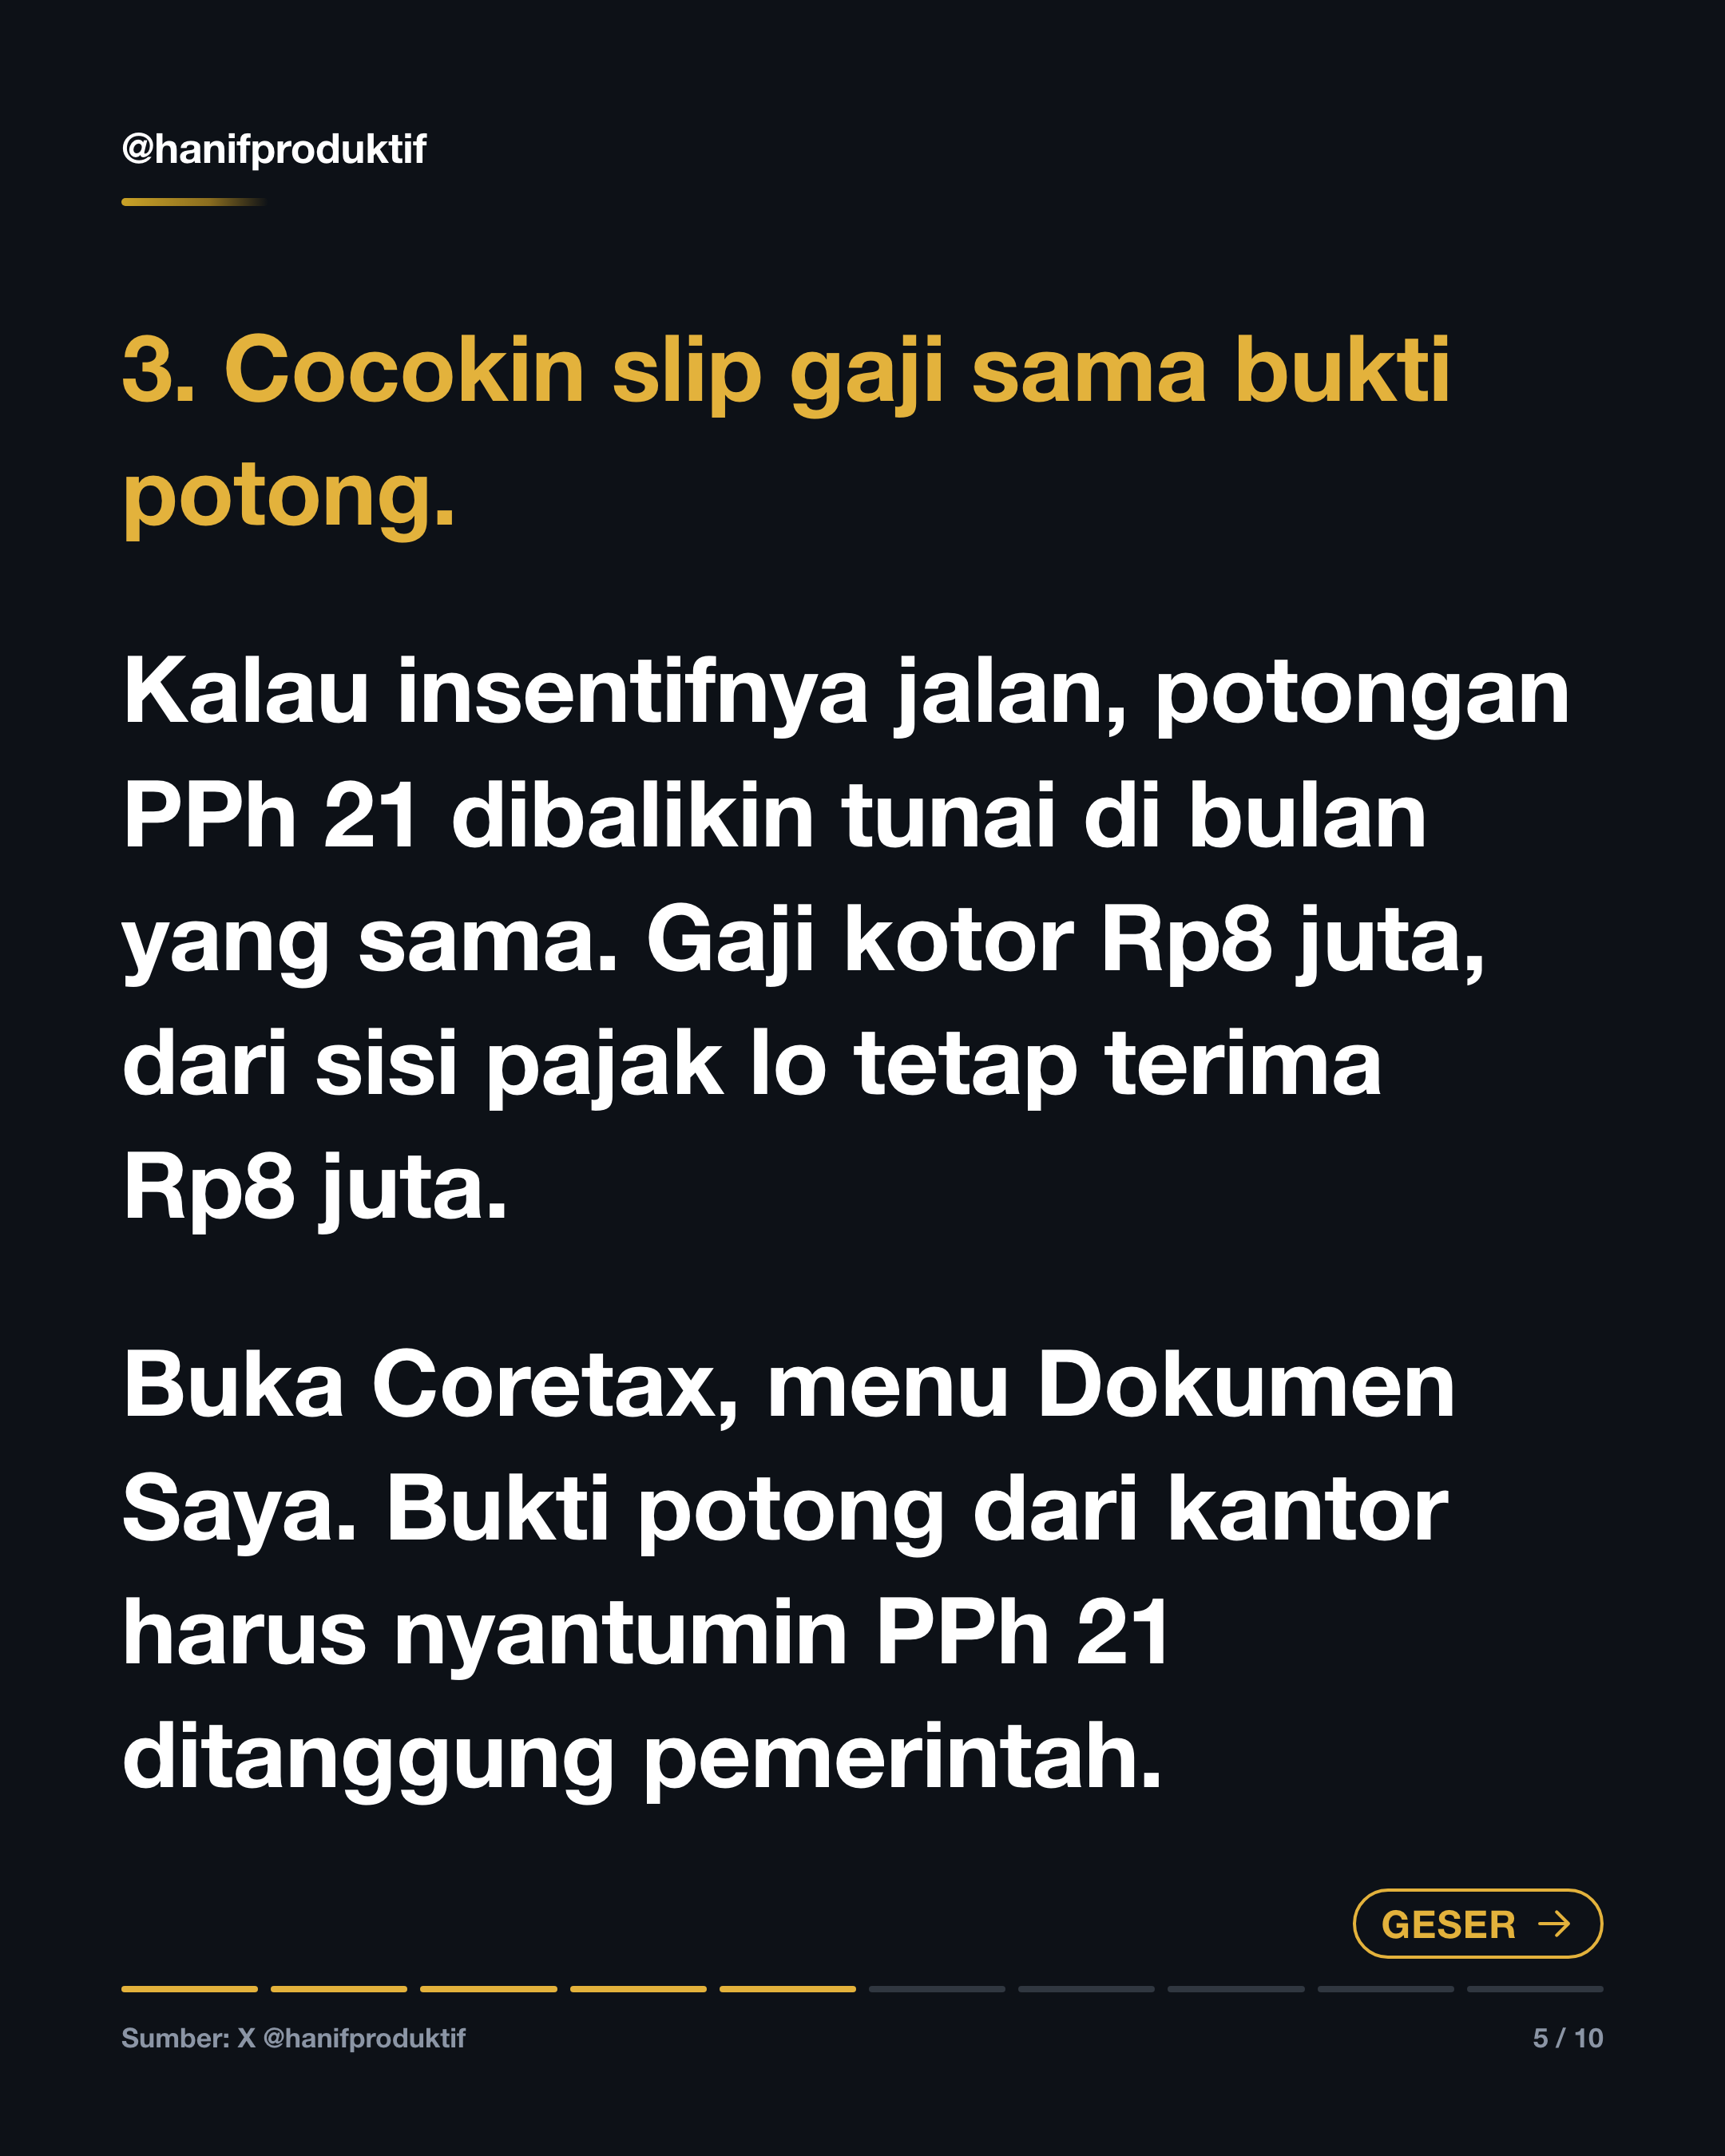 @hanifproduktif
3. Cocokin slip gaji sama bukti
potong.
Kalau insentifnya jalan, potongan
PPh 21 dibalikin tunai di bulan
yang sama. Gaji kotor Rp8 juta,
dari sisi pajak lo tetap terima
Rp8 juta.
Buka Coretax, menu Dokumen
Saya. Bukti potong dari kantor
harus nyantumin PPh 21
ditanggung pemerintah.
GESER →
Sumber: X @hanifproduktif
5 / 10